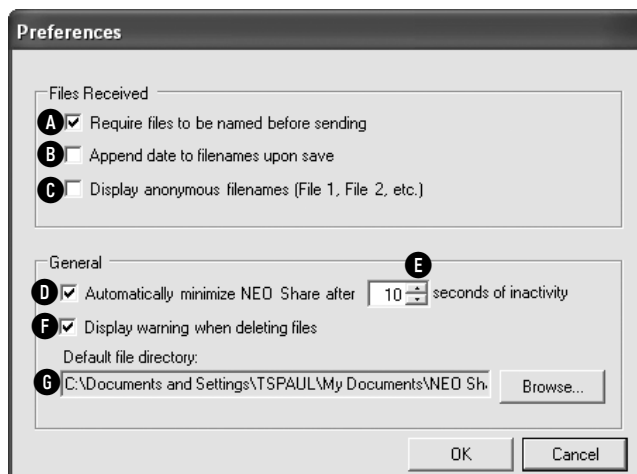 Preferences
Files Received
A Require files to be named before sending
B Append date to filenames upon save
C Display anonymous filenames (File 1, File 2, etc.)
General
E
D Automatically minimize NEO Share after 10 seconds of inactivity
F Display warning when deleting files
Default file directory:
G C:\Documents and Settings\TSPAUL\My Documents\NEO Browse...
OK Cancel